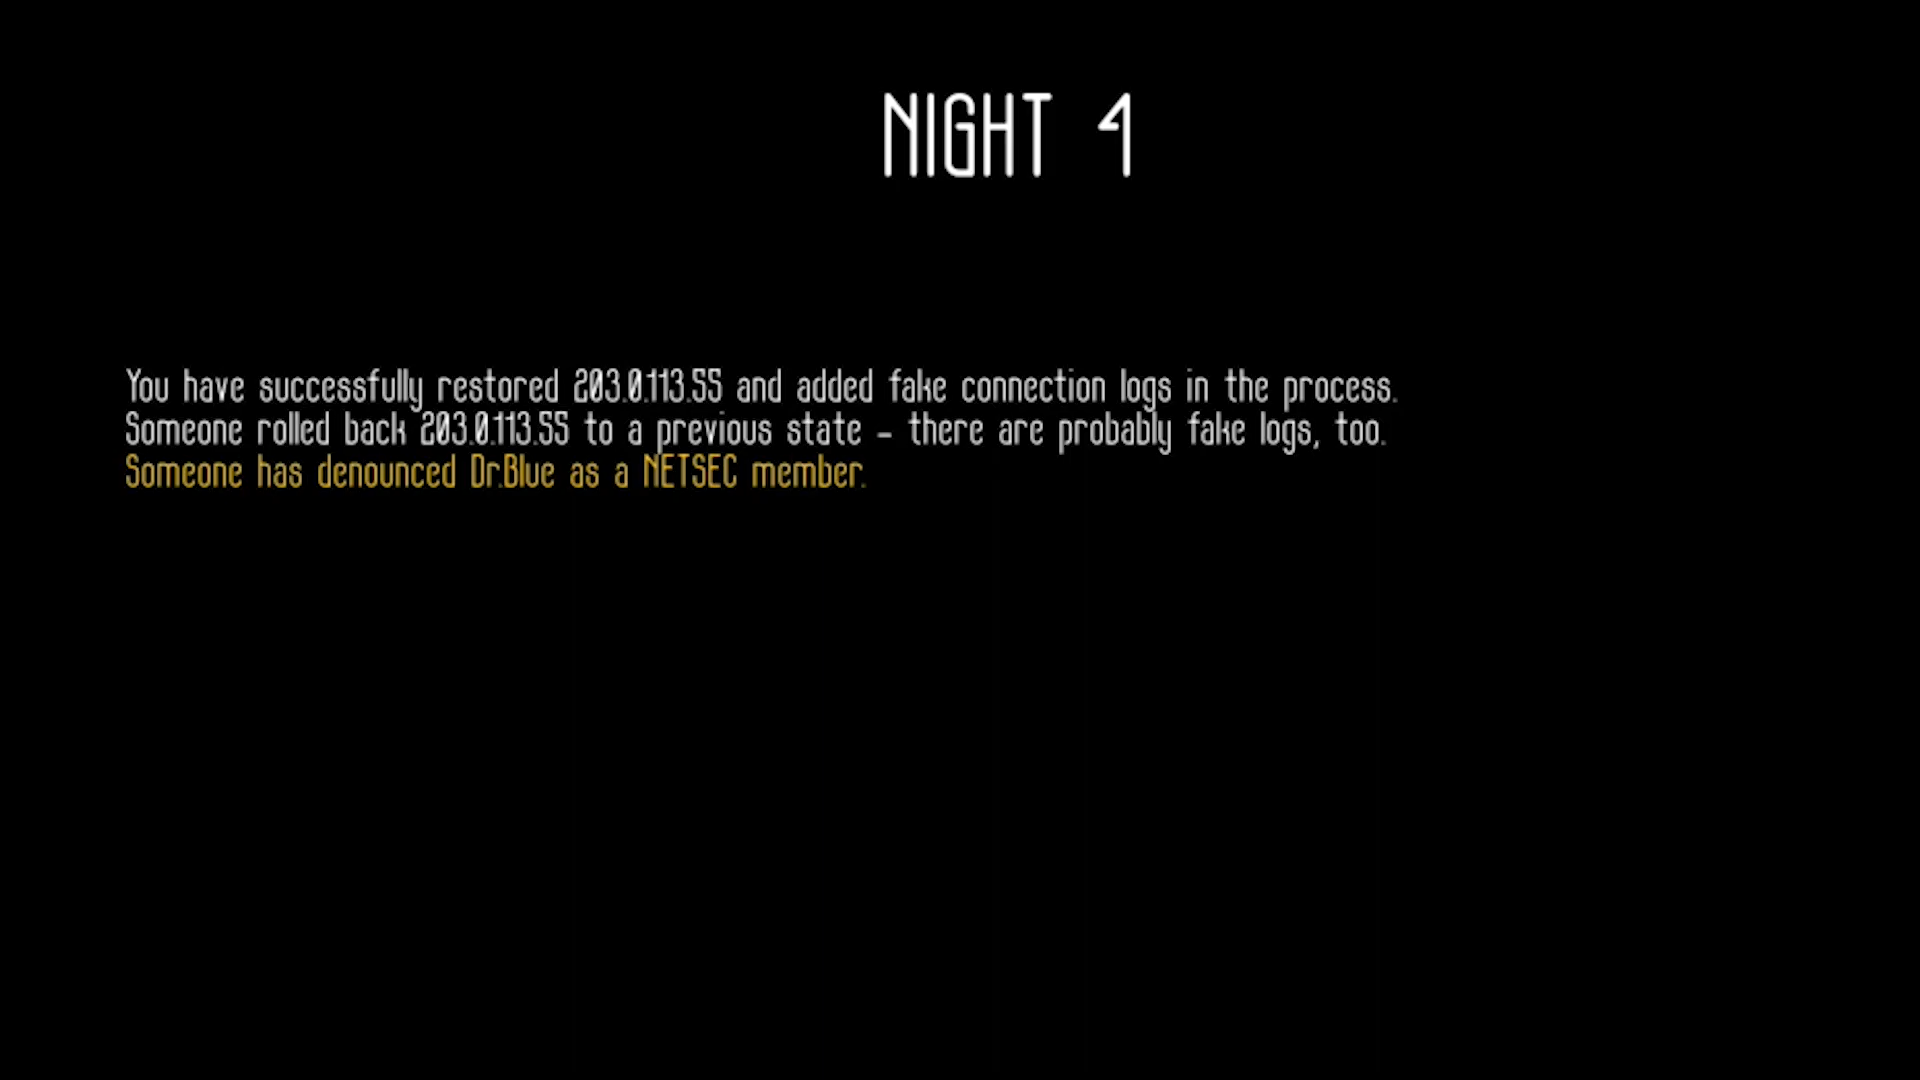 NIGHT 4
You have successfully restored 203.0.113.55 and added fake connection logs in the process.
Someone rolled back 203.0.113.55 to a previous state - there are probably fake logs, too.
Someone has denounced Dr.Blue as a NETSEC member.